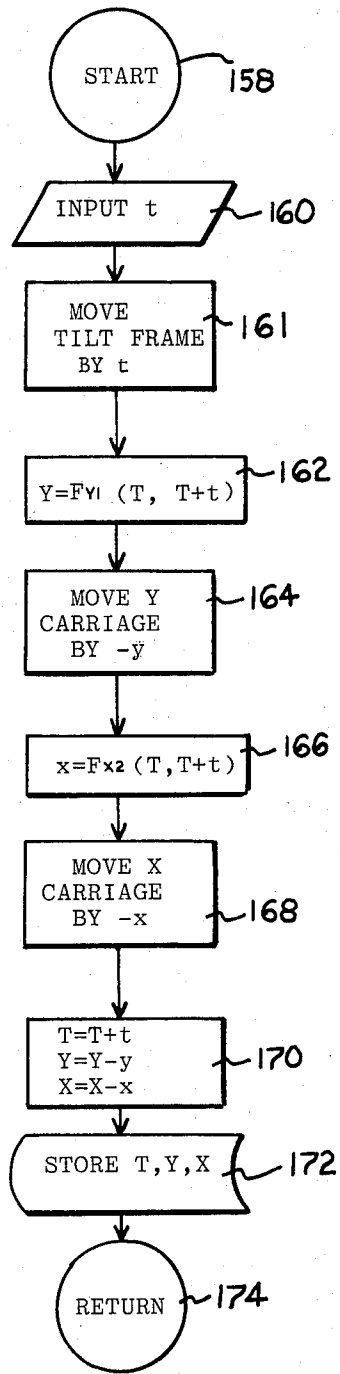 START
158
INPUT t
160
MOVE
TILT FRAME
BY t
161
Y=FY1 (T, T+t)
162
MOVE Y
CARRIAGE
BY -y
164
x=Fx2 (T,T+t)
166
MOVE X
CARRIAGE
BY -x
168
T=T+t
Y=Y-y
X=X-x
170
STORE T,Y,X
172
RETURN
174